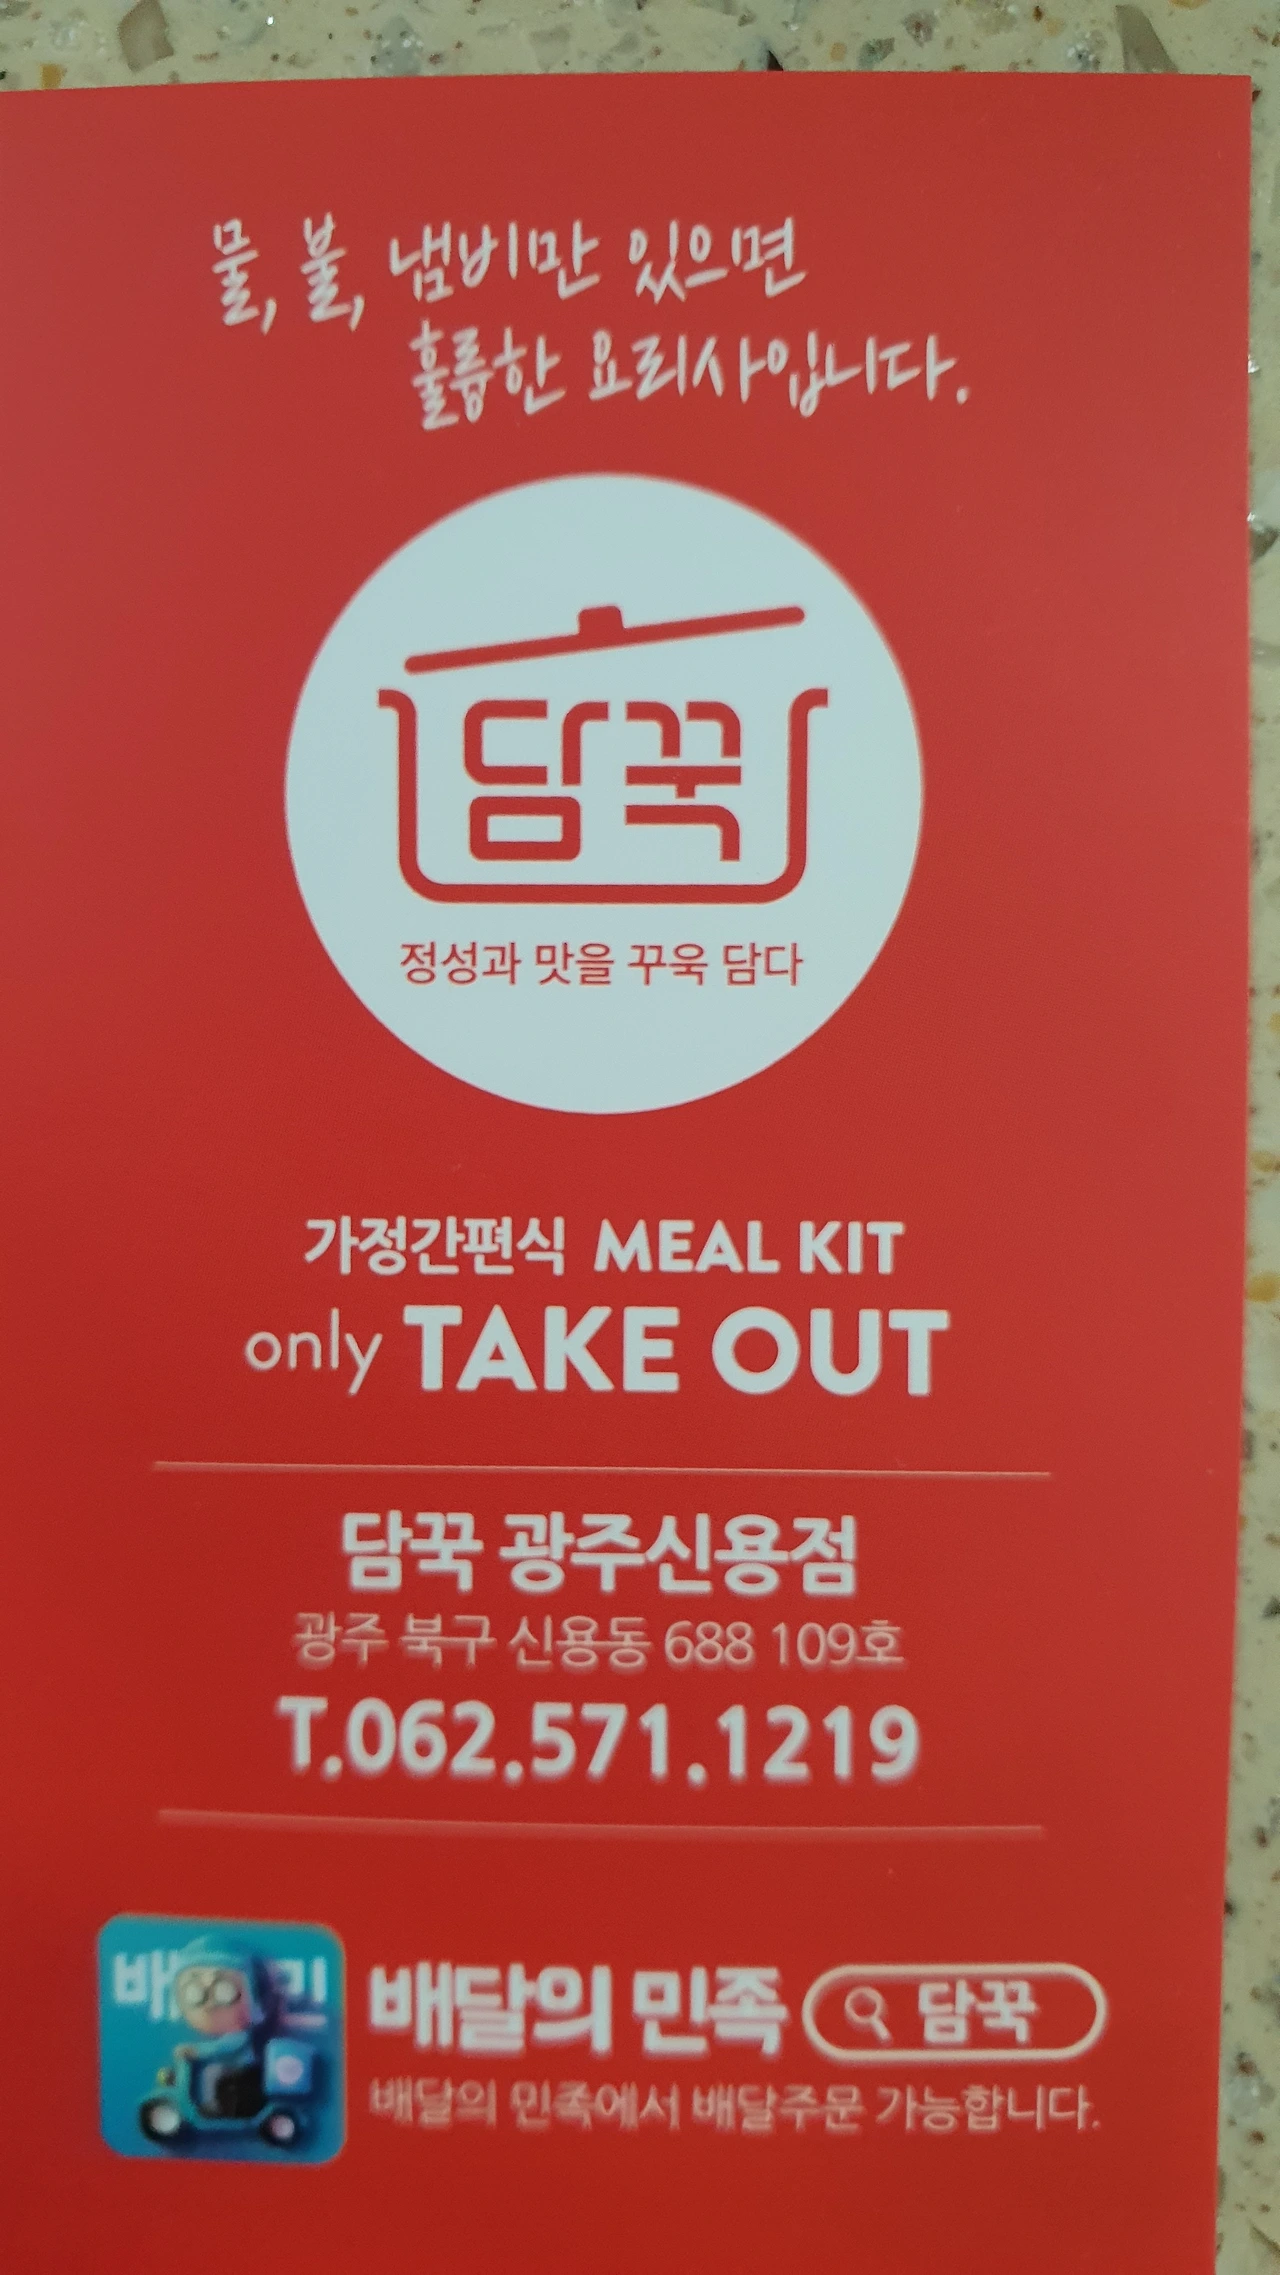 물, 불, 냄비만 있으면
훌륭한 요리사입니다.
담꾹
정성과 맛을 꾸욱 담다
가정간편식 MEAL KIT
only TAKE OUT
담꾹 광주신용점
광주 북구 신용동 688 109호
T.062.571.1219
배달의 민족 담꾹
배달의 민족에서 배달주문 가능합니다.